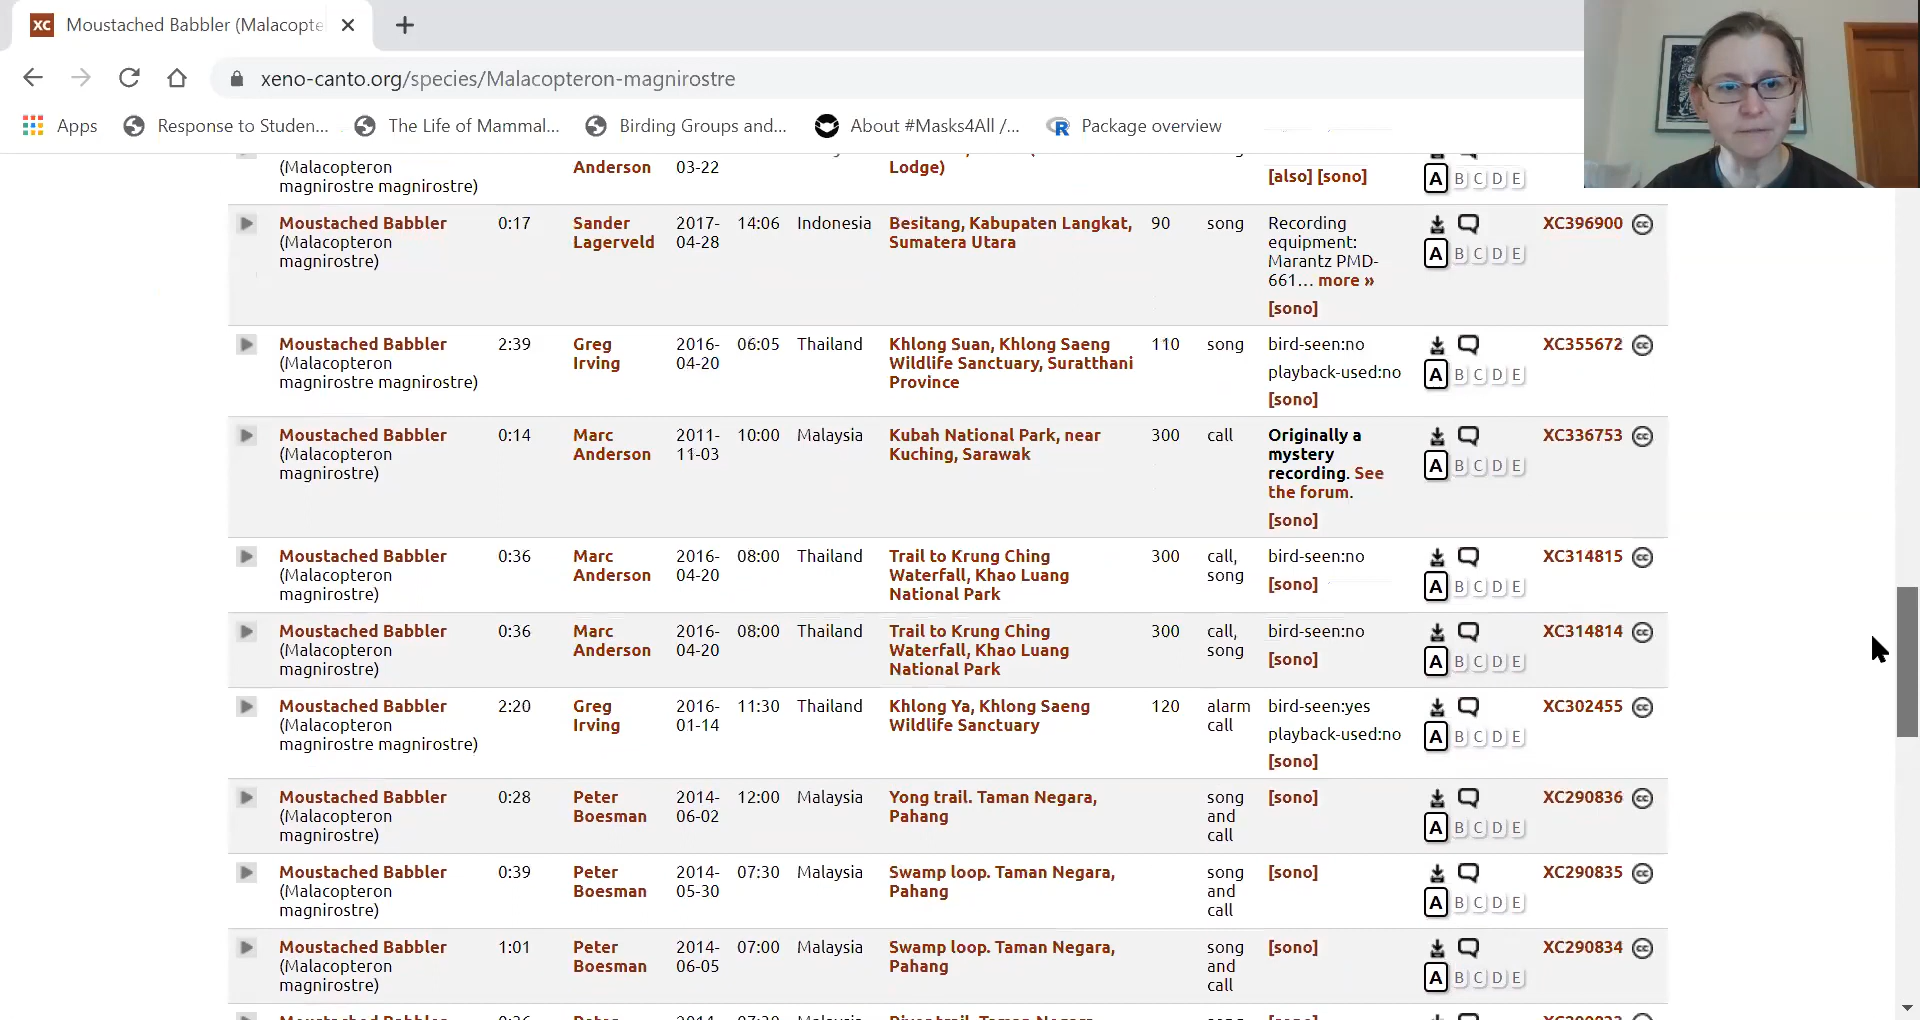 XC Moustached Babbler (Malacopte
xeno-canto.org/species/Malacopteron-magnirostre
Apps Response to Studen... The Life of Mammal... Birding Groups and... About #Masks4All /... Package overview
(Malacopteron magnirostre magnirostre) Anderson 03-22 Lodge) [also] [sono] A B C D E
Moustached Babbler 0:17 Sander 2017- 14:06 Indonesia Besitang, Kabupaten Langkat, 90 song Recording XC396900 cc
(Malacopteron Lagerveld 04-28 Sumatera Utara equipment: A B C D E
magnirostre) Marantz PMD-
661... more »
[sono]
Moustached Babbler 2:39 Greg 2016- 06:05 Thailand Khlong Suan, Khlong Saeng 110 song bird-seen:no XC355672 cc
(Malacopteron Irving 04-20 Wildlife Sanctuary, Suratthani playback-used:no A B C D E
magnirostre magnirostre) Province [sono]
Moustached Babbler 0:14 Marc 2011- 10:00 Malaysia Kubah National Park, near 300 call Originally a XC336753 cc
(Malacopteron Anderson 11-03 Kuching, Sarawak mystery A B C D E
magnirostre) recording. See
the forum.
[sono]
Moustached Babbler 0:36 Marc 2016- 08:00 Thailand Trail to Krung Ching 300 call, bird-seen:no XC314815 cc
(Malacopteron Anderson 04-20 Waterfall, Khao Luang song [sono] A B C D E
magnirostre) National Park
Moustached Babbler 0:36 Marc 2016- 08:00 Thailand Trail to Krung Ching 300 call, bird-seen:no XC314814 cc
(Malacopteron Anderson 04-20 Waterfall, Khao Luang song [sono] A B C D E
magnirostre) National Park
Moustached Babbler 2:20 Greg 2016- 11:30 Thailand Khlong Ya, Khlong Saeng 120 alarm bird-seen:yes XC302455 cc
(Malacopteron Irving 01-14 Wildlife Sanctuary call playback-used:no A B C D E
magnirostre magnirostre) [sono]
Moustached Babbler 0:28 Peter 2014- 12:00 Malaysia Yong trail. Taman Negara, song [sono] XC290836 cc
(Malacopteron Boesman 06-02 Pahang and A B C D E
magnirostre) call
Moustached Babbler 0:39 Peter 2014- 07:30 Malaysia Swamp loop. Taman Negara, song [sono] XC290835 cc
(Malacopteron Boesman 05-30 Pahang and A B C D E
magnirostre) call
Moustached Babbler 1:01 Peter 2014- 07:00 Malaysia Swamp loop. Taman Negara, song [sono] XC290834 cc
(Malacopteron Boesman 06-05 Pahang and A B C D E
magnirostre) call